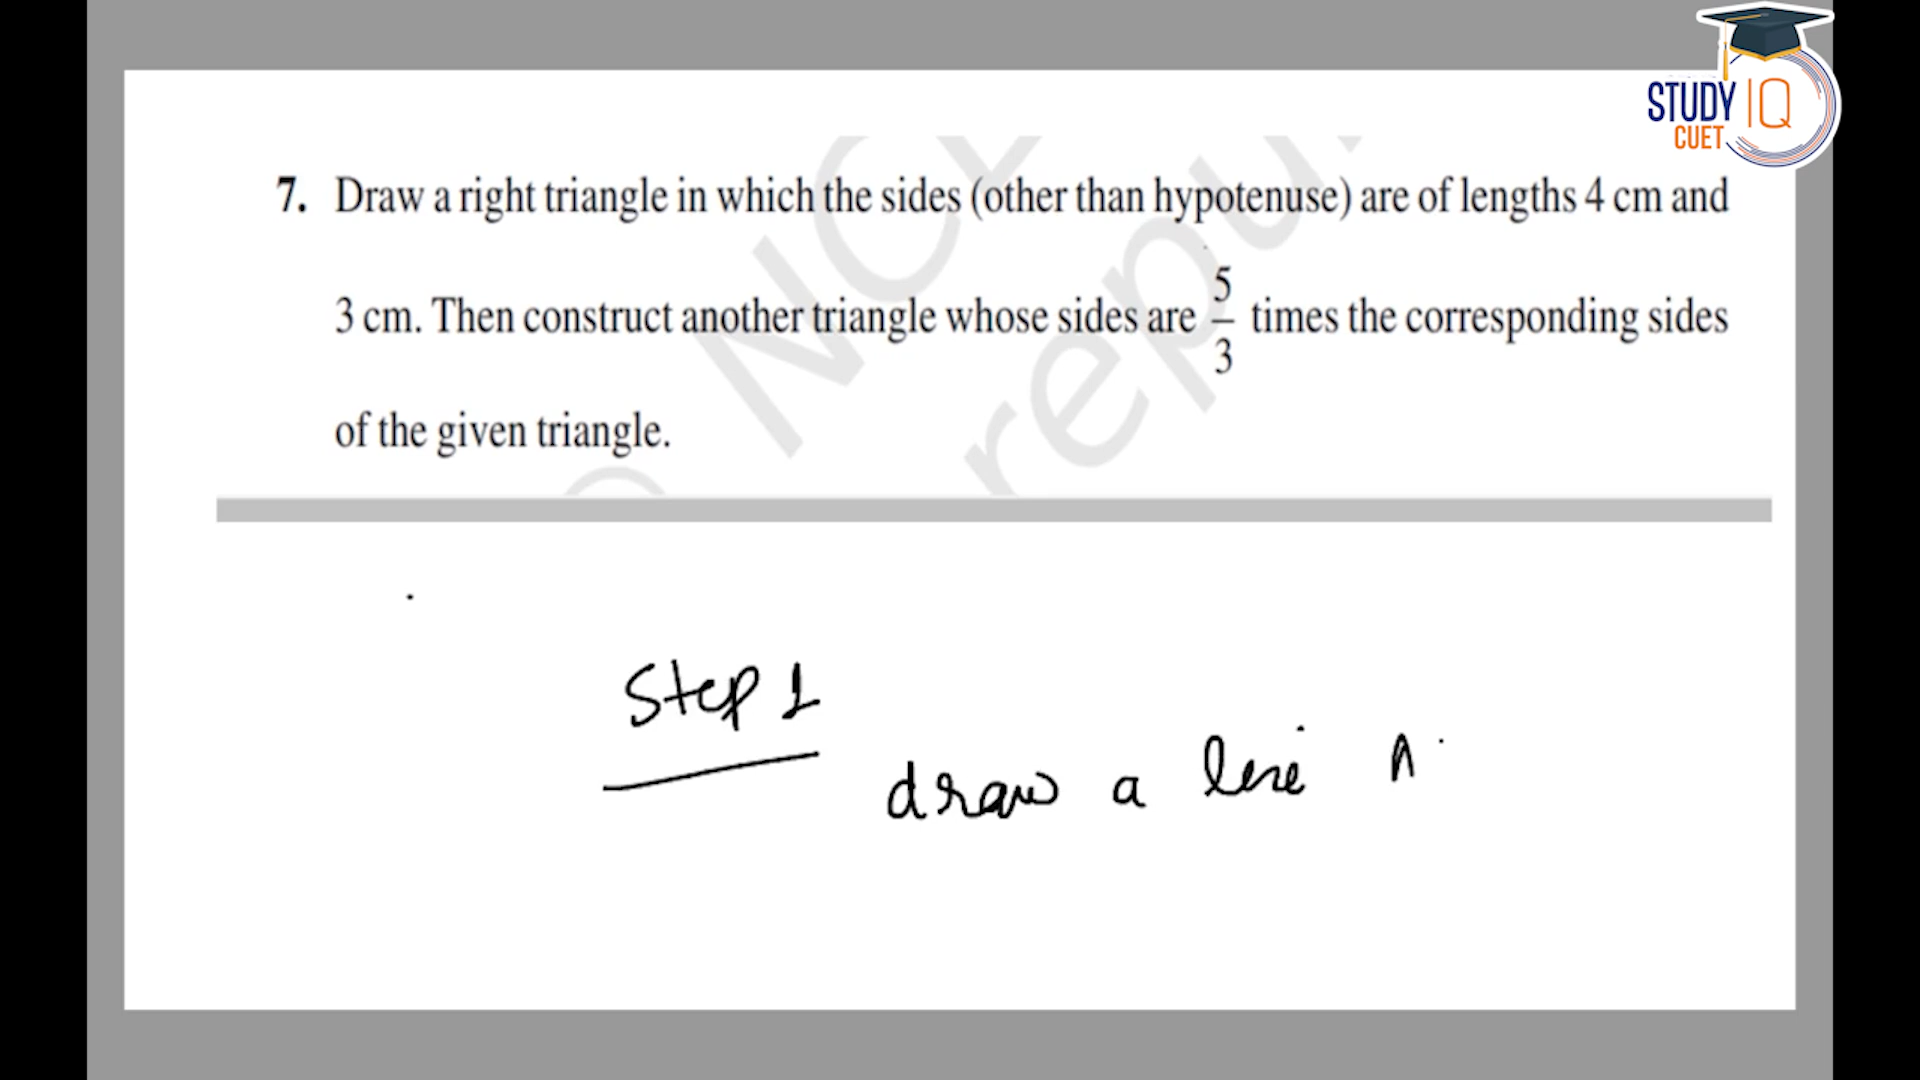 STUDY IQ
CUET
7. Draw a right triangle in which the sides (other than hypotenuse) are of lengths 4 cm and
3 cm. Then construct another triangle whose sides are 5/3 times the corresponding sides
of the given triangle.
Step 1
draw a line A